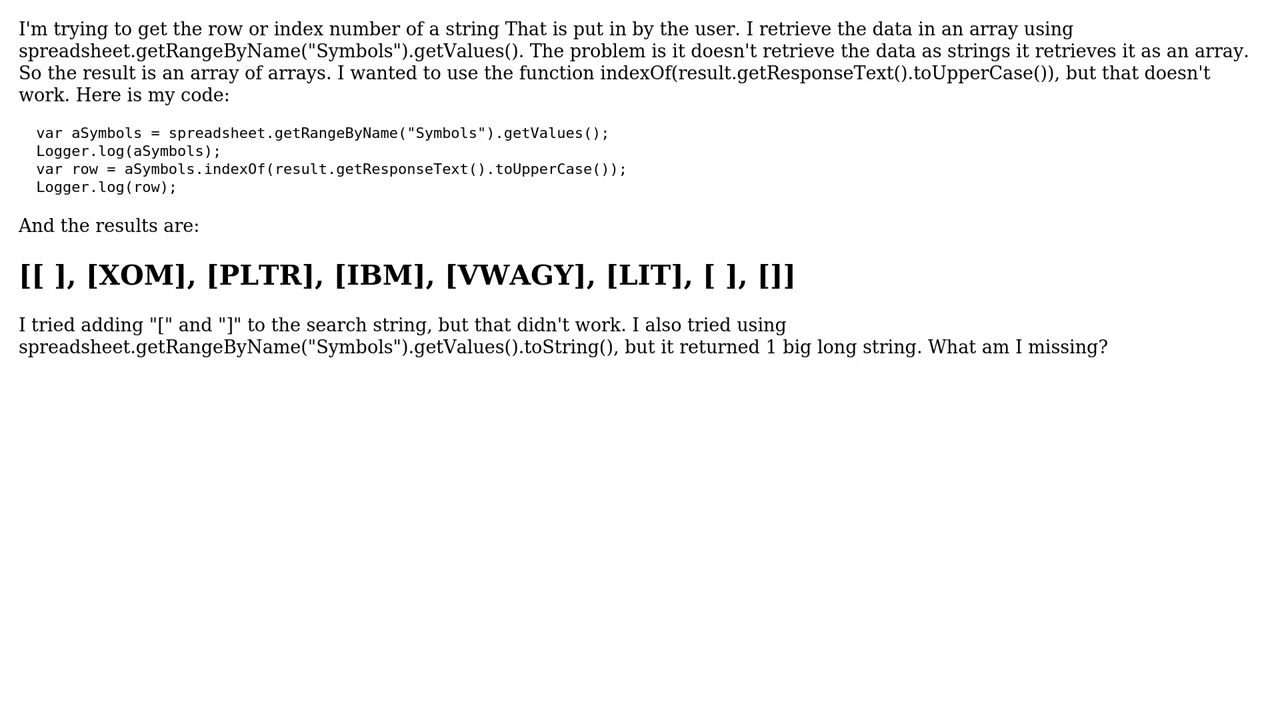 I'm trying to get the row or index number of a string That is put in by the user. I retrieve the data in an array using
spreadsheet.getRangeByName("Symbols").getValues(). The problem is it doesn't retrieve the data as strings it retrieves it as an array.
So the result is an array of arrays. I wanted to use the function indexOf(result.getResponseText().toUpperCase()), but that doesn't
work. Here is my code:
var aSymbols = spreadsheet.getRangeByName("Symbols").getValues();
Logger.log(aSymbols);
var row = aSymbols.indexOf(result.getResponseText().toUpperCase());
Logger.log(row);
And the results are:
[[ ], [XOM], [PLTR], [IBM], [VWAGY], [LIT], [ ], []]
I tried adding "[" and "]" to the search string, but that didn't work. I also tried using
spreadsheet.getRangeByName("Symbols").getValues().toString(), but it returned 1 big long string. What am I missing?